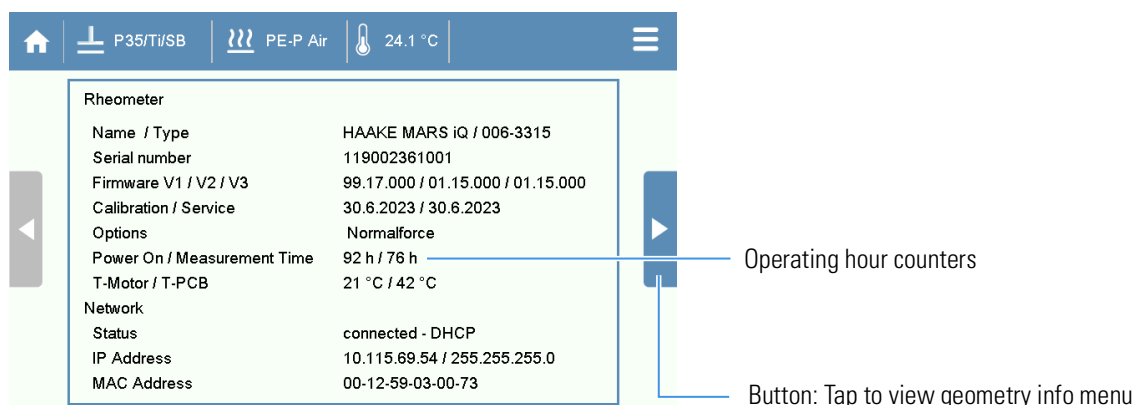 P35/Ti/SB PE-P Air 24.1 °C
Rheometer
Name / Type HAAKE MARS iQ / 006-3315
Serial number 119002361001
Firmware V1 / V2 / V3 99.17.000 / 01.15.000 / 01.15.000
Calibration / Service 30.6.2023 / 30.6.2023
Options Normalforce
Power On / Measurement Time 92 h / 76 h Operating hour counters
T-Motor / T-PCB 21 °C / 42 °C
Network
Status connected - DHCP
IP Address 10.115.69.54 / 255.255.255.0
MAC Address 00-12-59-03-00-73
Button: Tap to view geometry info menu